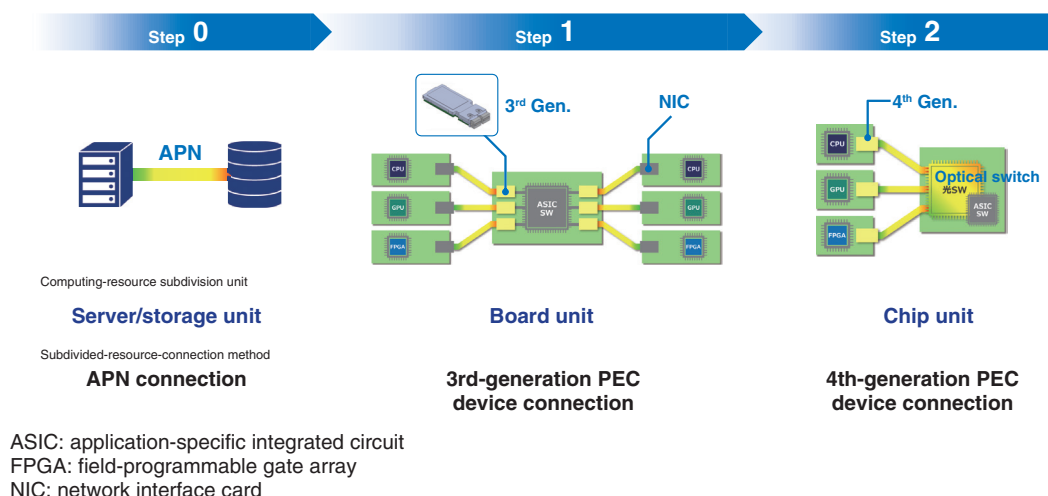 Step 0
Step 1
Step 2
3rd Gen.
NIC
4th Gen.
APN
CPU
GPU
FPGA
ASIC
SW
CPU
GPU
FPGA
CPU
GPU
FPGA
Optical switch
光SW
ASIC
SW
Computing-resource subdivision unit
Server/storage unit
Board unit
Chip unit
Subdivided-resource-connection method
APN connection
3rd-generation PEC
device connection
4th-generation PEC
device connection
ASIC: application-specific integrated circuit
FPGA: field-programmable gate array
NIC: network interface card